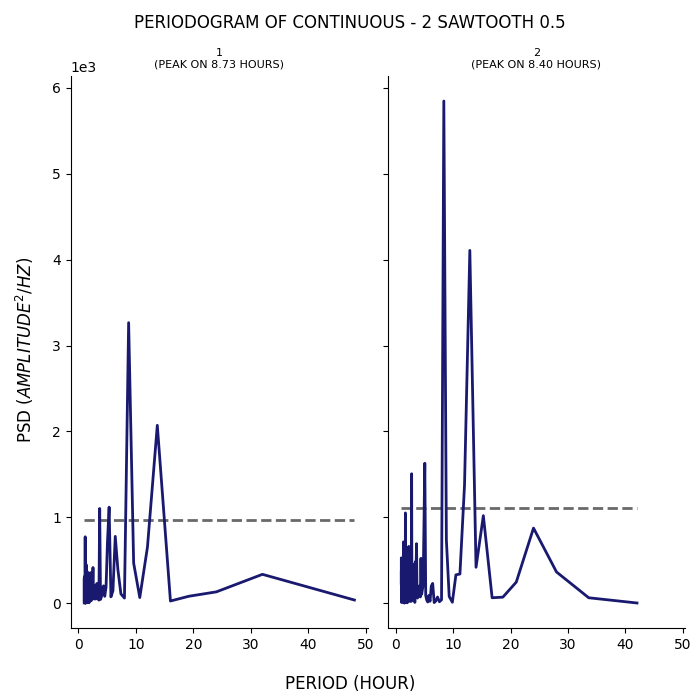 PERIODOGRAM OF CONTINUOUS - 2 SAWTOOTH 0.5
1
(PEAK ON 8.73 HOURS)
2
(PEAK ON 8.40 HOURS)
1e3
6
5
4
3
2
1
0
PSD (AMPLITUDE²/HZ)
0 10 20 30 40 50
0 10 20 30 40 50
PERIOD (HOUR)